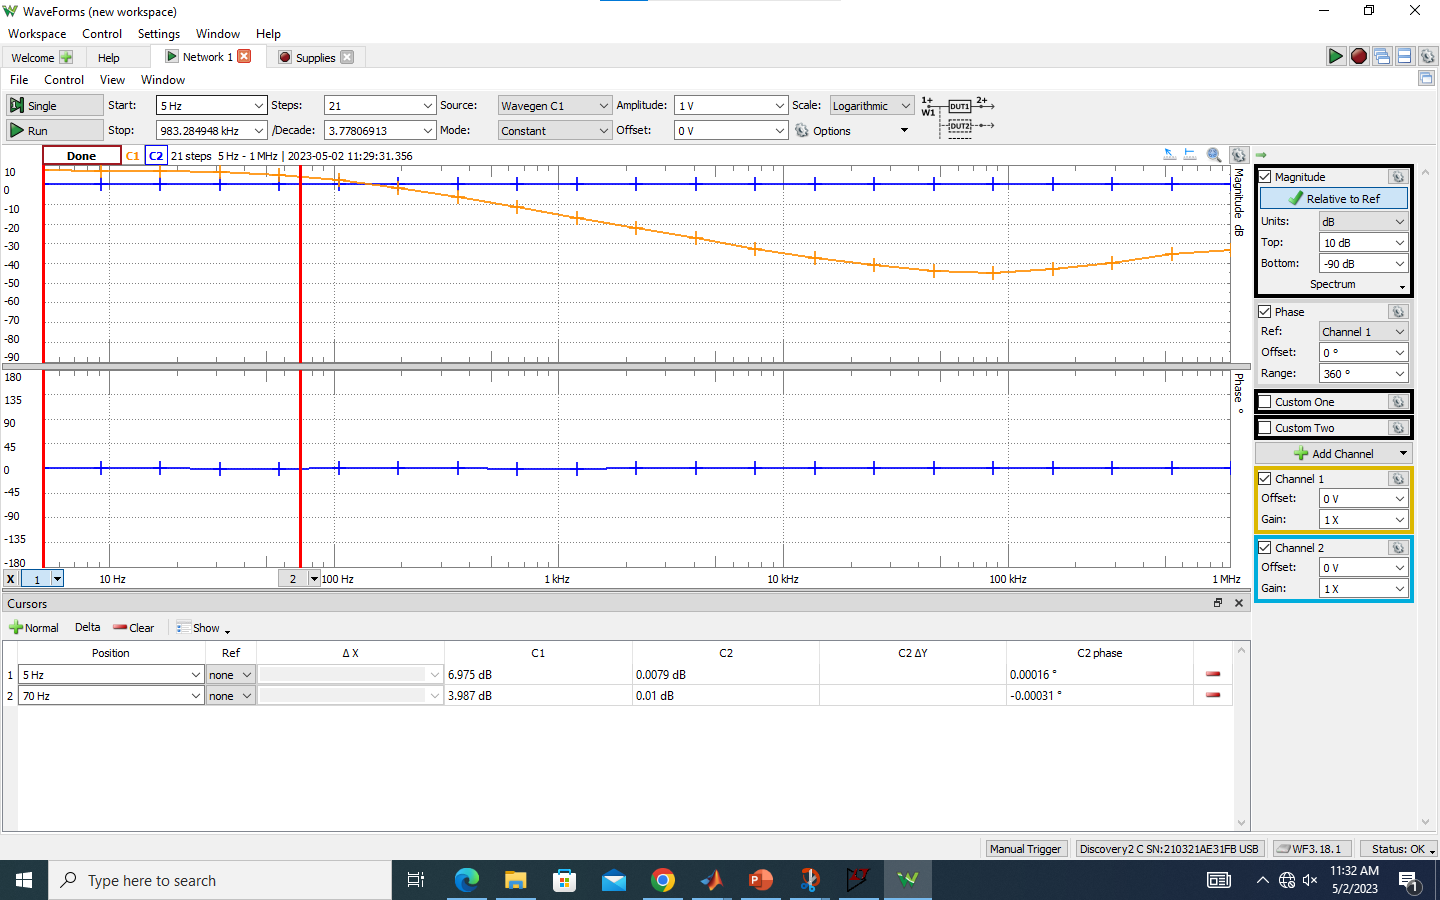 WaveForms (new workspace)
Workspace Control Settings Window Help
Welcome Help Network 1 Supplies
File Control View Window
Single Start: 5 Hz Steps: 21 Source: Wavegen C1 Amplitude: 1 V Scale: Logarithmic 1+ W1 DUT1 2+
Run Stop: 983.284948 kHz /Decade: 3.77806913 Mode: Constant Offset: 0 V Options DUT2
Done C1 C2 21 steps 5 Hz - 1 MHz | 2023-05-02 11:29:31.356
10
0
-10
-20
-30
-40
-50
-60
-70
-80
-90
Magnitude dB
180
135
90
45
0
-45
-90
-135
-180
Phase °
X 1 10 Hz 2 100 Hz 1 kHz 10 kHz 100 kHz 1 MHz
Magnitude
Relative to Ref
Units: dB
Top: 10 dB
Bottom: -90 dB
Spectrum
Phase
Ref: Channel 1
Offset: 0 °
Range: 360 °
Custom One
Custom Two
Add Channel
Channel 1
Offset: 0 V
Gain: 1 X
Channel 2
Offset: 0 V
Gain: 1 X
Cursors
Normal Delta Clear Show
Position Ref Δ X C1 C2 C2 ΔY C2 phase
1 5 Hz none 6.975 dB 0.0079 dB 0.00016 °
2 70 Hz none 3.987 dB 0.01 dB -0.00031 °
Manual Trigger Discovery2 C SN:210321AE31FB USB WF3.18.1 Status: OK
Type here to search
11:32 AM
5/2/2023
1